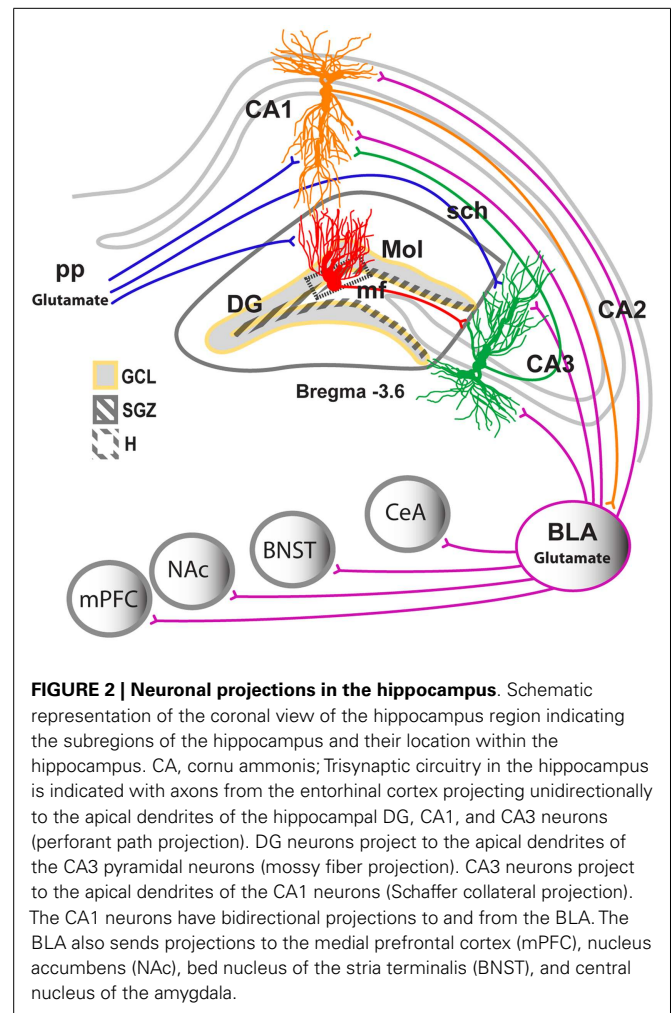 CA1
sch
pp
Glutamate
Mol
mf
DG
CA2
CA3
GCL
SGZ
H
Bregma -3.6
CeA
BLA
Glutamate
BNST
NAc
mPFC
FIGURE 2 | Neuronal projections in the hippocampus. Schematic
representation of the coronal view of the hippocampus region indicating
the subregions of the hippocampus and their location within the
hippocampus. CA, cornu ammonis; Trisynaptic circuitry in the hippocampus
is indicated with axons from the entorhinal cortex projecting unidirectionally
to the apical dendrites of the hippocampal DG, CA1, and CA3 neurons
(perforant path projection). DG neurons project to the apical dendrites of
the CA3 pyramidal neurons (mossy fiber projection). CA3 neurons project
to the apical dendrites of the CA1 neurons (Schaffer collateral projection).
The CA1 neurons have bidirectional projections to and from the BLA. The
BLA also sends projections to the medial prefrontal cortex (mPFC), nucleus
accumbens (NAc), bed nucleus of the stria terminalis (BNST), and central
nucleus of the amygdala.